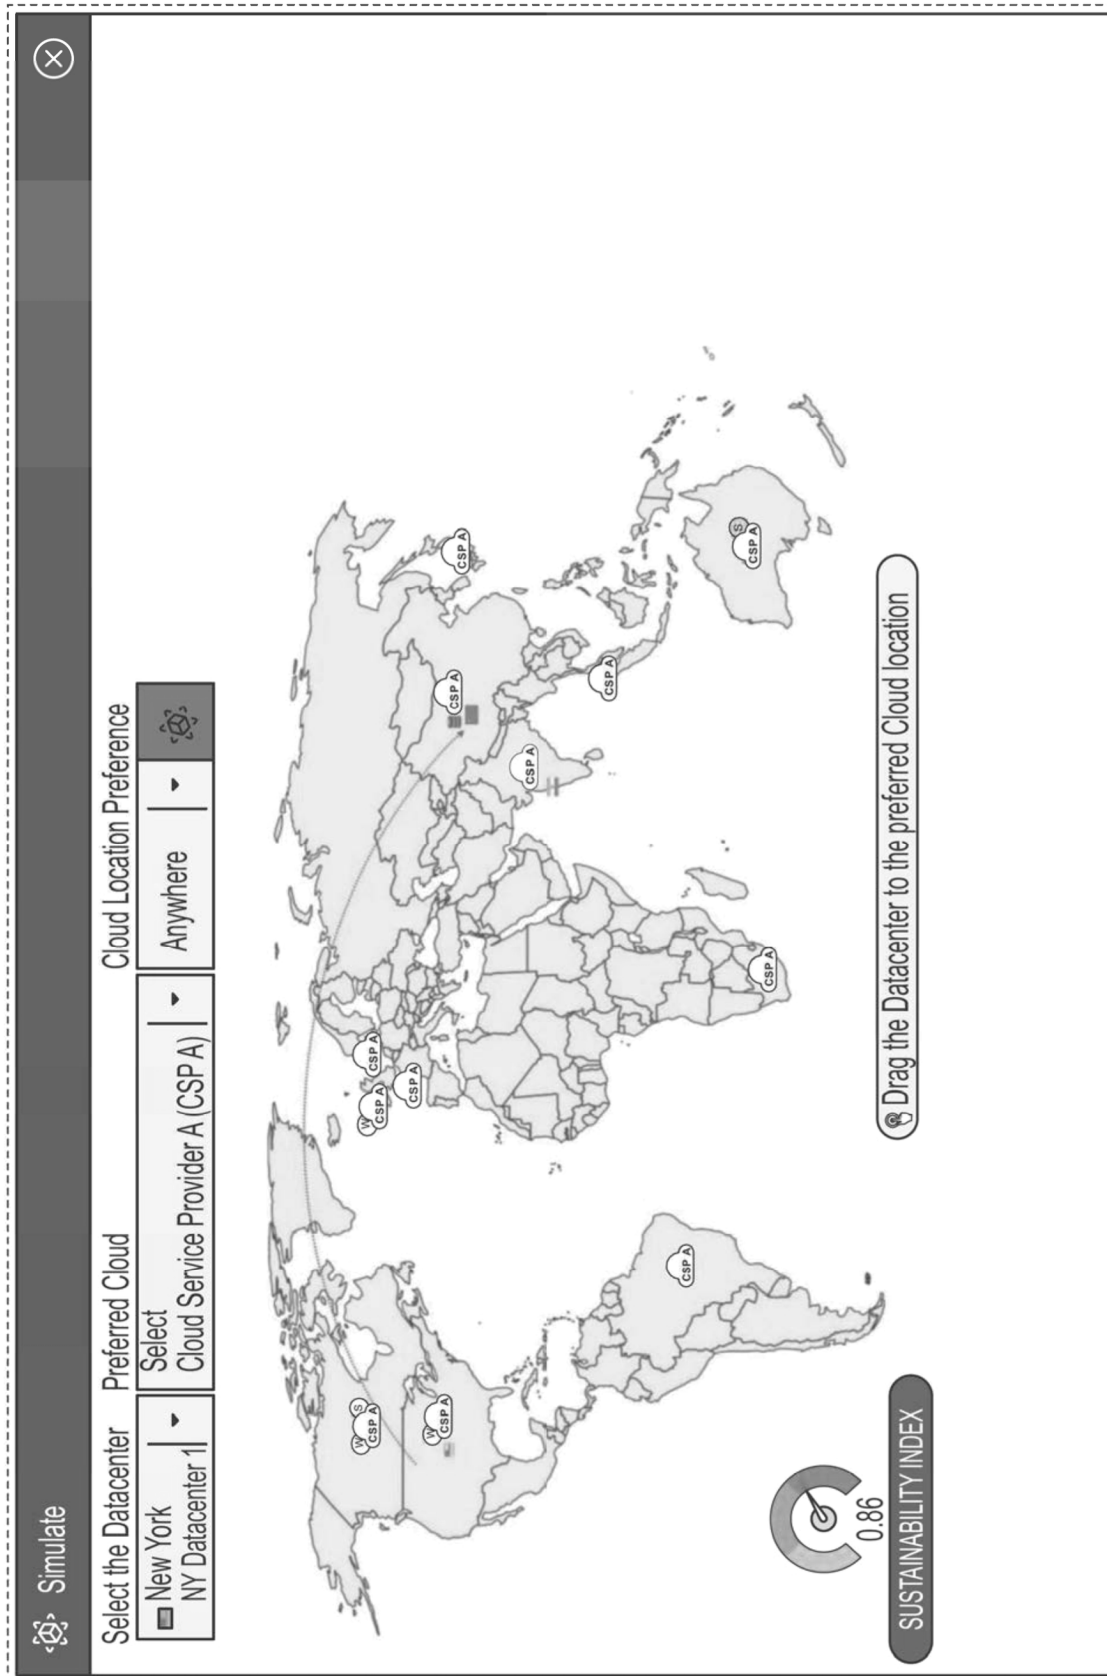 Simulate
Select the Datacenter
Preferred Cloud
Cloud Location Preference
New York
NY Datacenter 1
Select
Cloud Service Provider A (CSP A)
Anywhere
W
S
CSP A
W
CSP A
W
CSP A
CSP A
CSP A
CSP A
CSP A
CSP A
CSP A
CSP A
CSP A
S
CSP A
0.86
SUSTAINABILITY INDEX
Drag the Datacenter to the preferred Cloud location